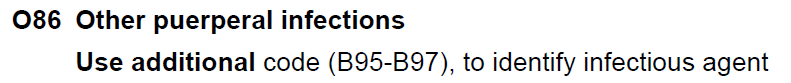 O86 Other puerperal infections
Use additional code (B95-B97), to identify infectious agent